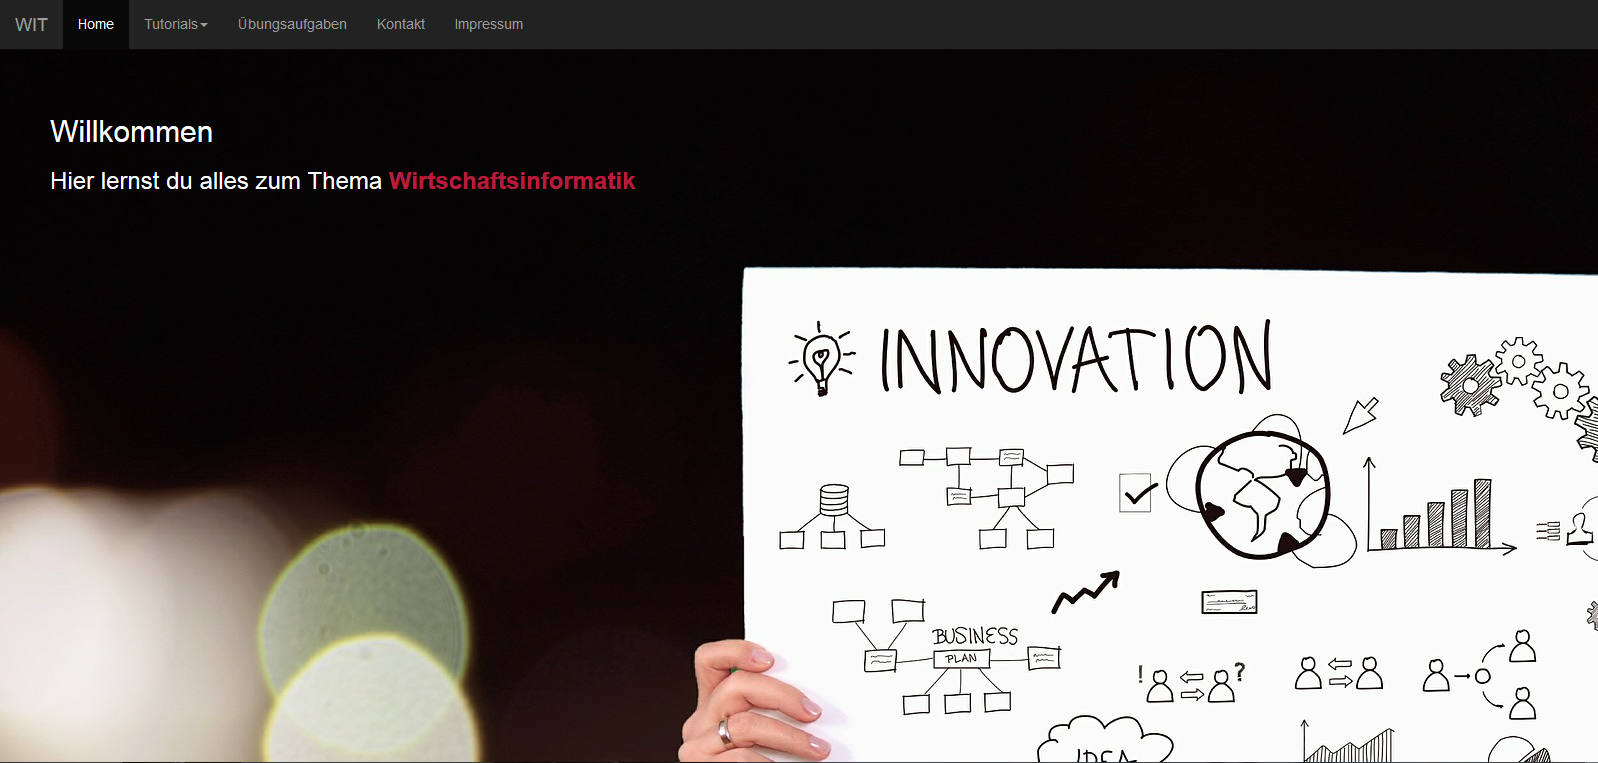 WIT Home Tutorials Übungsaufgaben Kontakt Impressum
Willkommen
Hier lernst du alles zum Thema Wirtschaftsinformatik
INNOVATION
BUSINESS
PLAN
! ?
IDEA